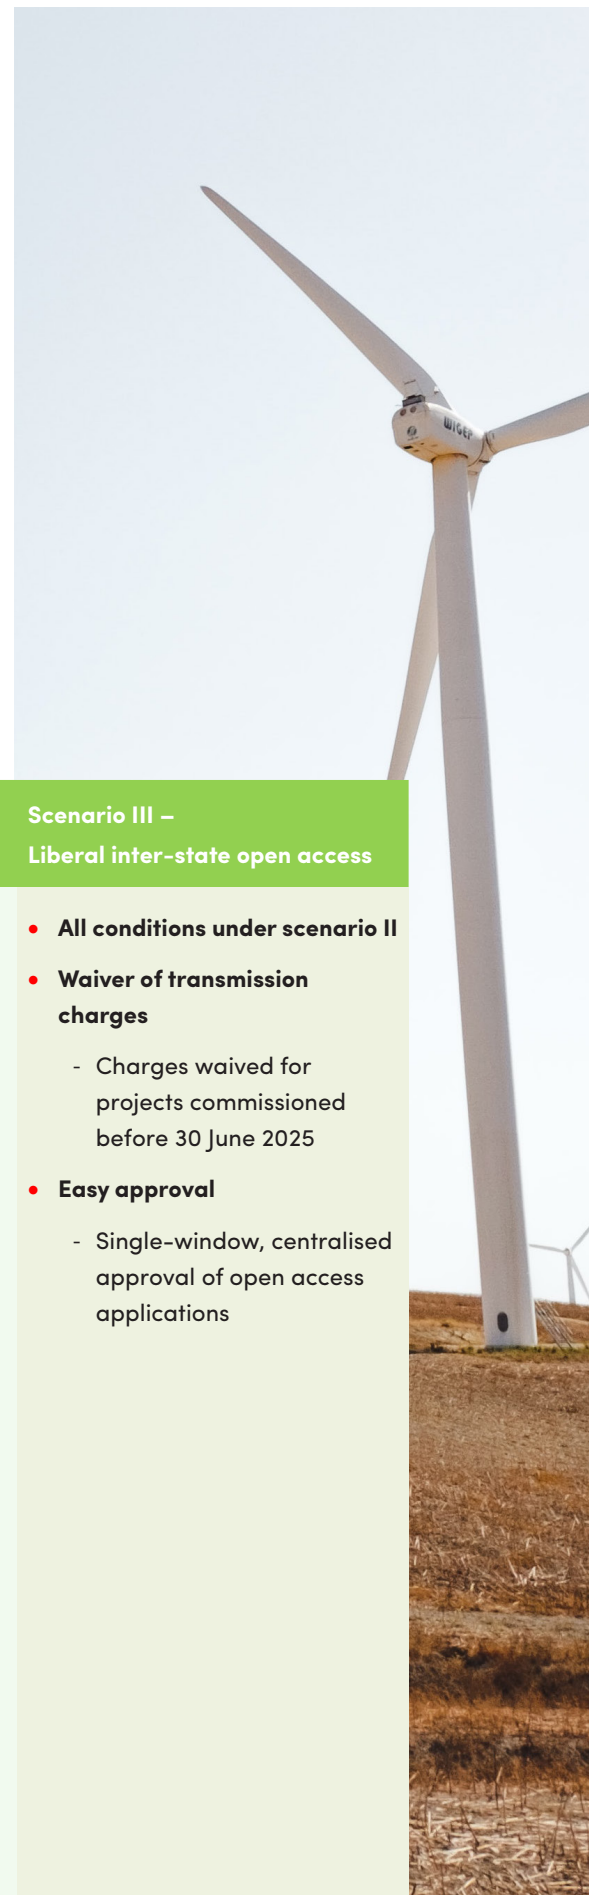 WIGEP
Scenario III –
Liberal inter-state open access
• All conditions under scenario II
• Waiver of transmission
charges
- Charges waived for
projects commissioned
before 30 June 2025
• Easy approval
- Single-window, centralised
approval of open access
applications